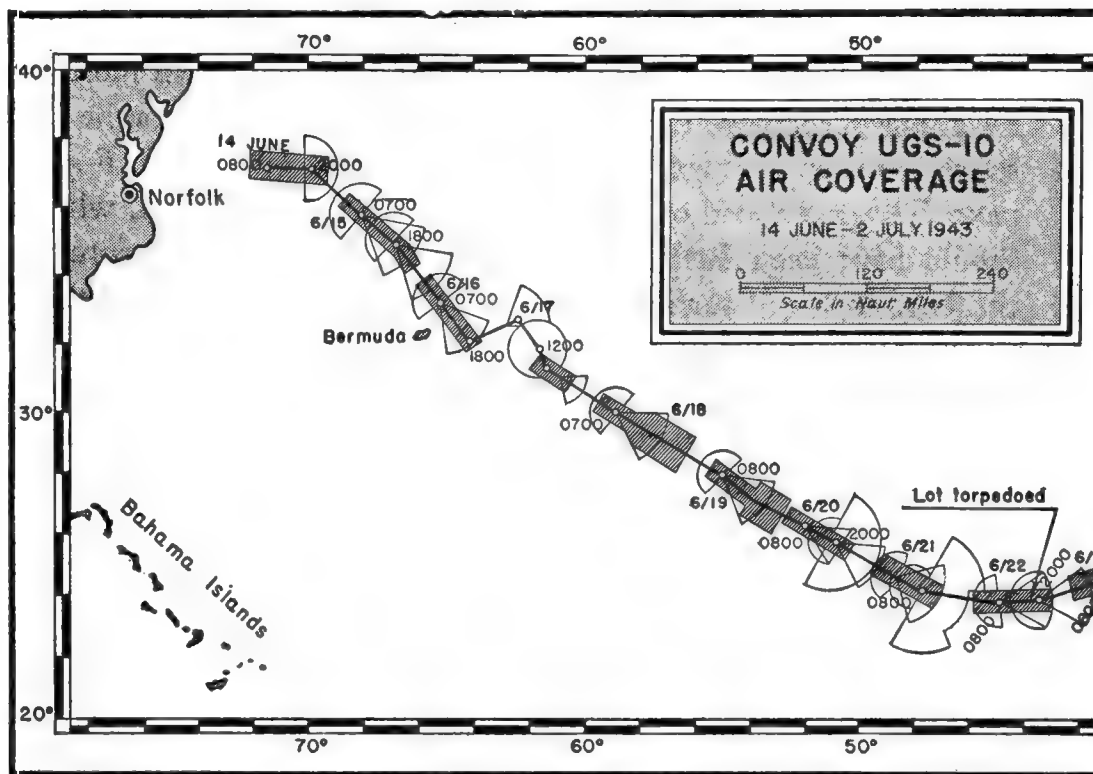 70° 60° 50°
40°
CONVOY UGS-10
AIR COVERAGE
14 JUNE - 2 JULY, 1943
0 120 240
Scale in Naut. Miles
14 JUNE
0800 2000
Norfolk
6/15
0700
1800
6/16
0700
Bermuda
1800
6/17
1200
30°
0700
6/18
0800
6/19
6/20
0800
2000
6/21
0800
Lot torpedoed
6/22
0800
2000
Bahama Islands
20°
70° 60° 50°